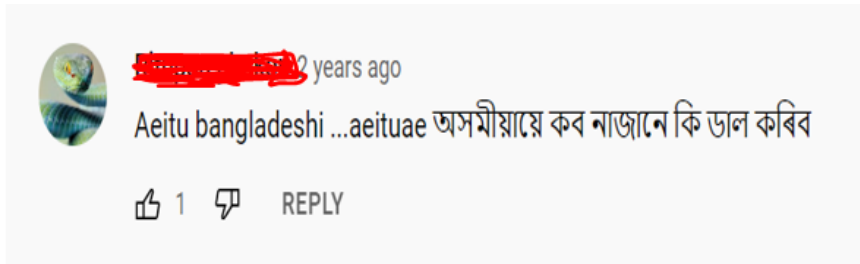 2 years ago
Aeitu bangladeshi ...aeituae অসমীয়ায়ে কব নাজানে কি ডাল কৰিব
1 REPLY